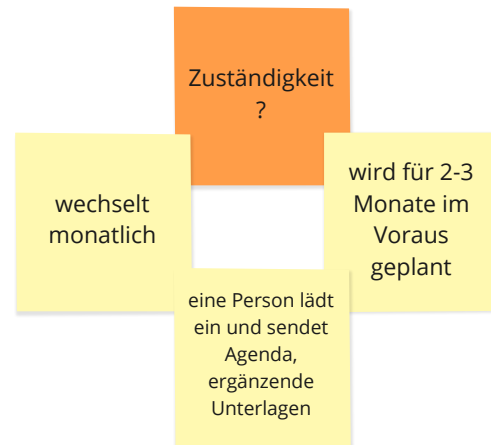 Zuständigkeit
?
wechselt
monatlich
wird für 2-3
Monate im
Voraus
geplant
eine Person lädt
ein und sendet
Agenda,
ergänzende
Unterlagen